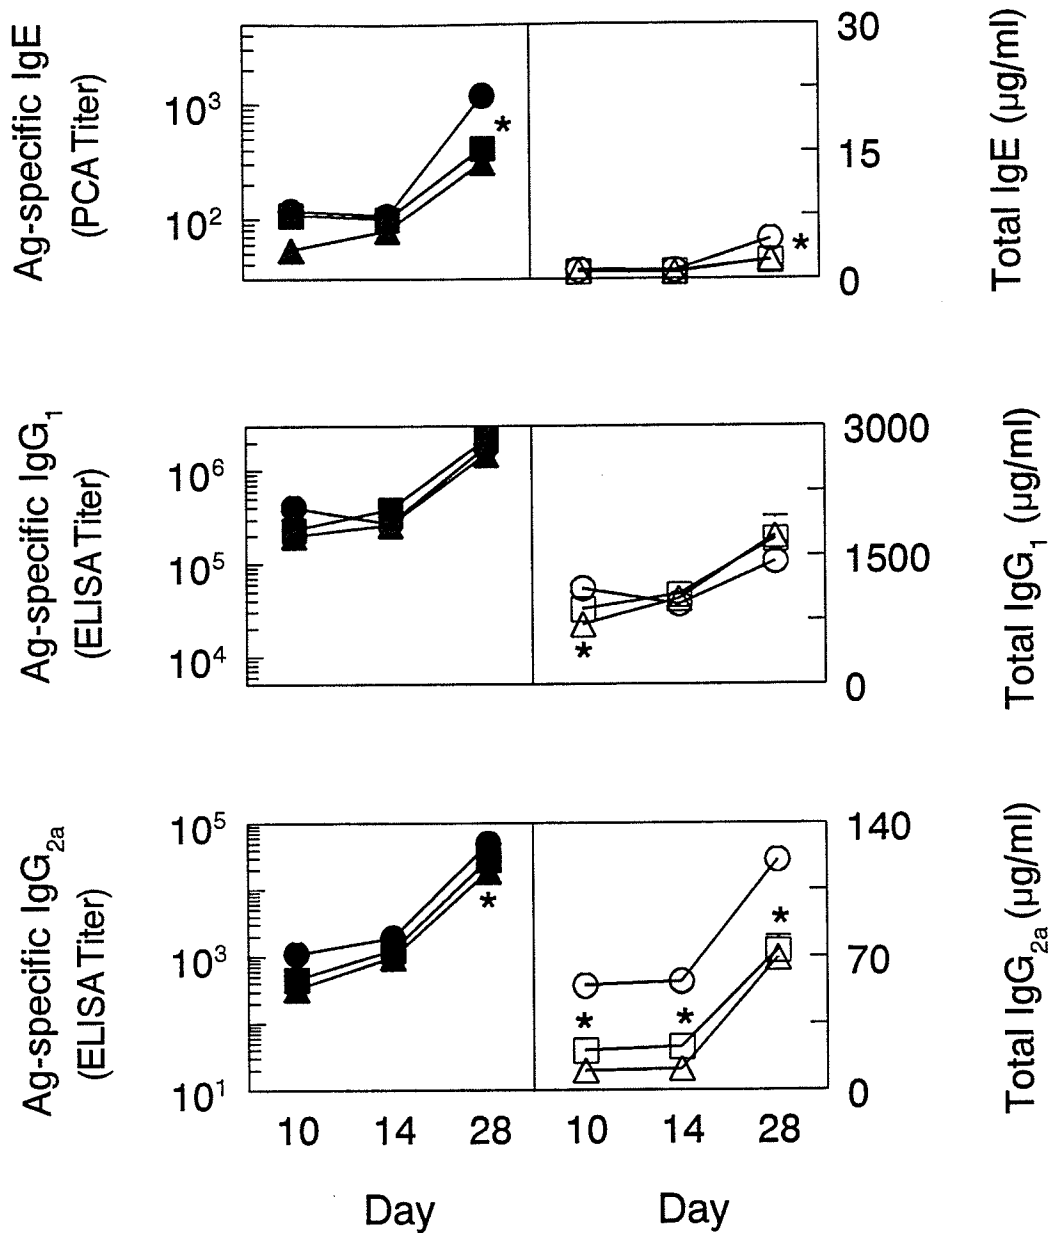 Ag-specific IgE
(PCA Titer)
10³
10²
*
*
30
15
0
Total IgE (µg/ml)
Ag-specific IgG₁
(ELISA Titer)
10⁶
10⁵
10⁴
*
3000
1500
0
Total IgG₁ (µg/ml)
Ag-specific IgG₂ₐ
(ELISA Titer)
10⁵
10³
10¹
*
*
*
*
140
70
0
Total IgG₂ₐ (µg/ml)
10 14 28 10 14 28
Day Day